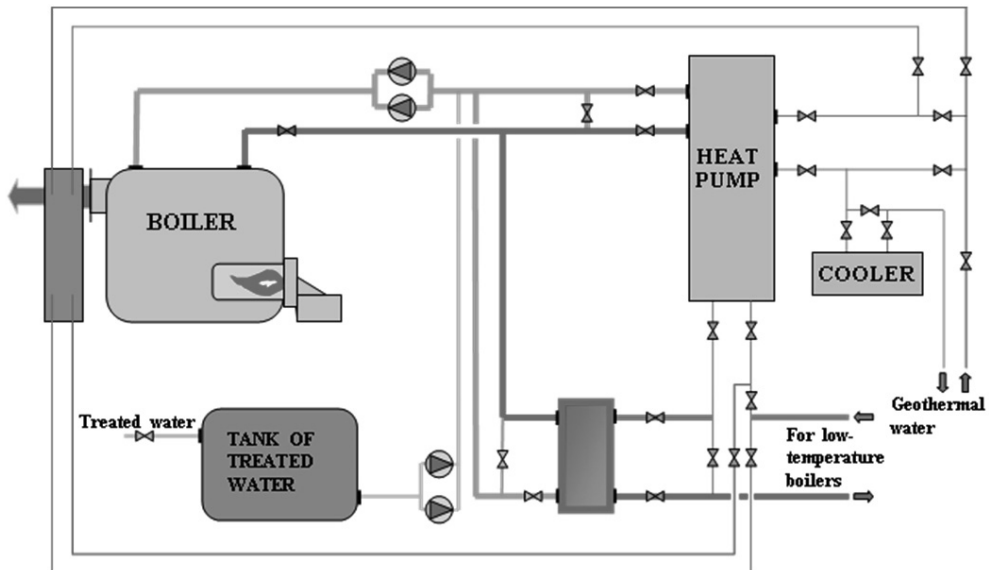 BOILER
HEAT
PUMP
COOLER
Treated water
TANK OF
TREATED
WATER
Geothermal
water
For low-
temperature
boilers